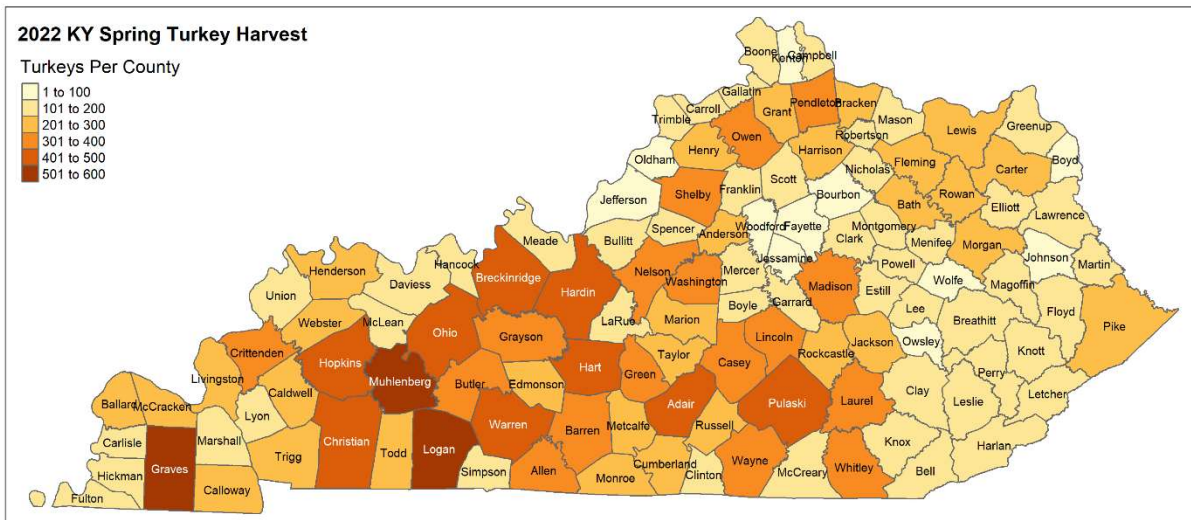 2022 KY Spring Turkey Harvest
Turkeys Per County
1 to 100
101 to 200
201 to 300
301 to 400
401 to 500
501 to 600
Boone
Kenton
Campbell
Gallatin
Carroll
Trimble
Grant
Pendleton
Bracken
Mason
Lewis
Greenup
Boyd
Owen
Henry
Oldham
Harrison
Robertson
Fleming
Carter
Nicholas
Rowan
Elliott
Lawrence
Jefferson
Shelby
Franklin
Scott
Bourbon
Bath
Spencer
Anderson
Woodford
Fayette
Montgomery
Clark
Menifee
Morgan
Johnson
Martin
Meade
Bullitt
Jessamine
Mercer
Powell
Wolfe
Magoffin
Hancock
Breckinridge
Hardin
Nelson
Washington
Madison
Estill
Garrard
Boyle
Lee
Floyd
Breathitt
Pike
Henderson
Daviess
Union
Webster
McLean
Ohio
Grayson
LaRue
Marion
Lincoln
Owsley
Knott
Jackson
Rockcastle
Casey
Taylor
Perry
Letcher
Clay
Leslie
Crittenden
Hopkins
Muhlenberg
Butler
Edmonson
Hart
Green
Adair
Pulaski
Laurel
Livingston
Caldwell
Lyon
Ballard
McCracken
Carlisle
Marshall
Hickman
Graves
Fulton
Calloway
Trigg
Christian
Todd
Logan
Warren
Simpson
Allen
Barren
Metcalfe
Monroe
Cumberland
Russell
Clinton
Wayne
McCreary
Whitley
Knox
Bell
Harlan